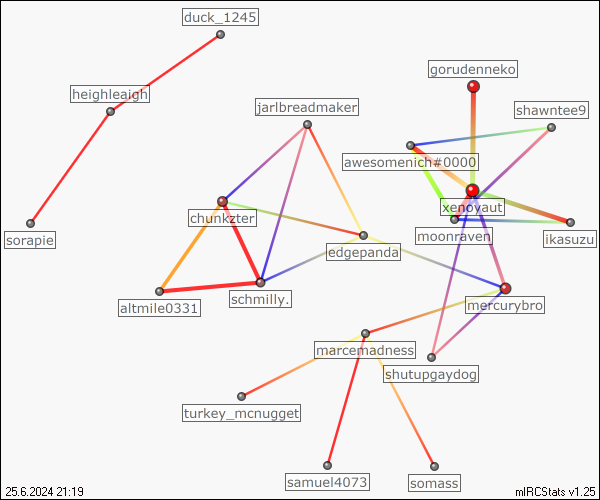 duck_1245
gorudenneko
heighleaigh
jarlbreadmaker
shawntee9
awesomenich#0000
xenoyaut
chunkzter
moonraven
ikasuzu
sorapie
edgepanda
altmile0331
schmilly.
mercurybro
marcemadness
shutupgaydog
turkey_mcnugget
samuel4073
somass
25.6.2024 21:19
mIRCStats v1.25